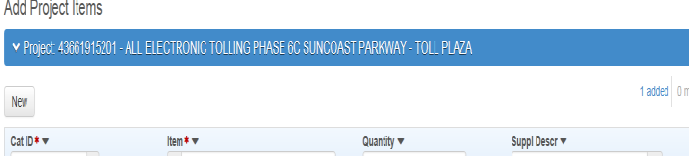 Add Project Items
Project: 43661915201 - ALL ELECTRONIC TOLLING PHASE 6C SUNCOAST PARKWAY - TOLL PLAZA
1 added 0 m
New
Cat ID* Item* Quantity Suppl Descr